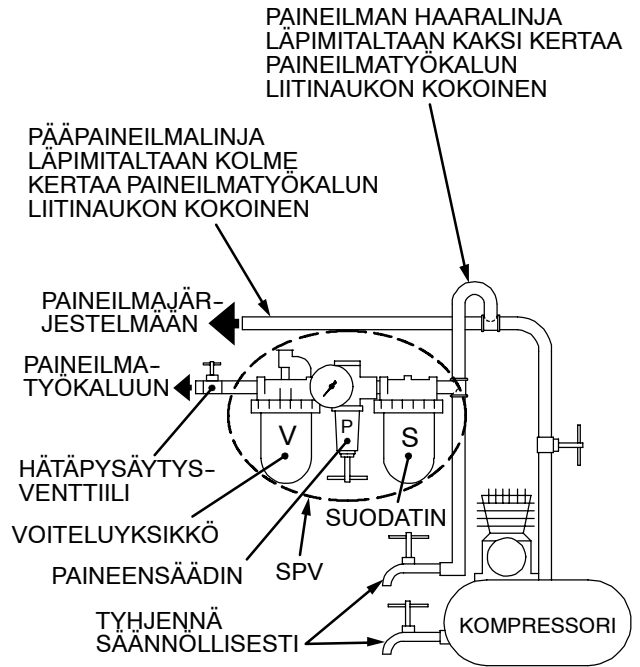 PAINEILMAN HAARALINJA
LÄPIMITALTAAN KAKSI KERTAA
PAINEILMATYÖKALUN
LIITINAUKON KOKOINEN
PÄÄPAINEILMALINJA
LÄPIMITALTAAN KOLME
KERTAA PAINEILMATYÖKALUN
LIITINAUKON KOKOINEN
PAINEILMAJÄR-
JESTELMÄÄN
PAINEILMA-
TYÖKALUUN
V
P
S
HÄTÄPYSÄYTYS-
VENTTIILI
VOITELUYKSIKKÖ
SUODATIN
PAINEENSÄÄDIN
SPV
TYHJENNÄ
SÄÄNNÖLLISESTI
KOMPRESSORI